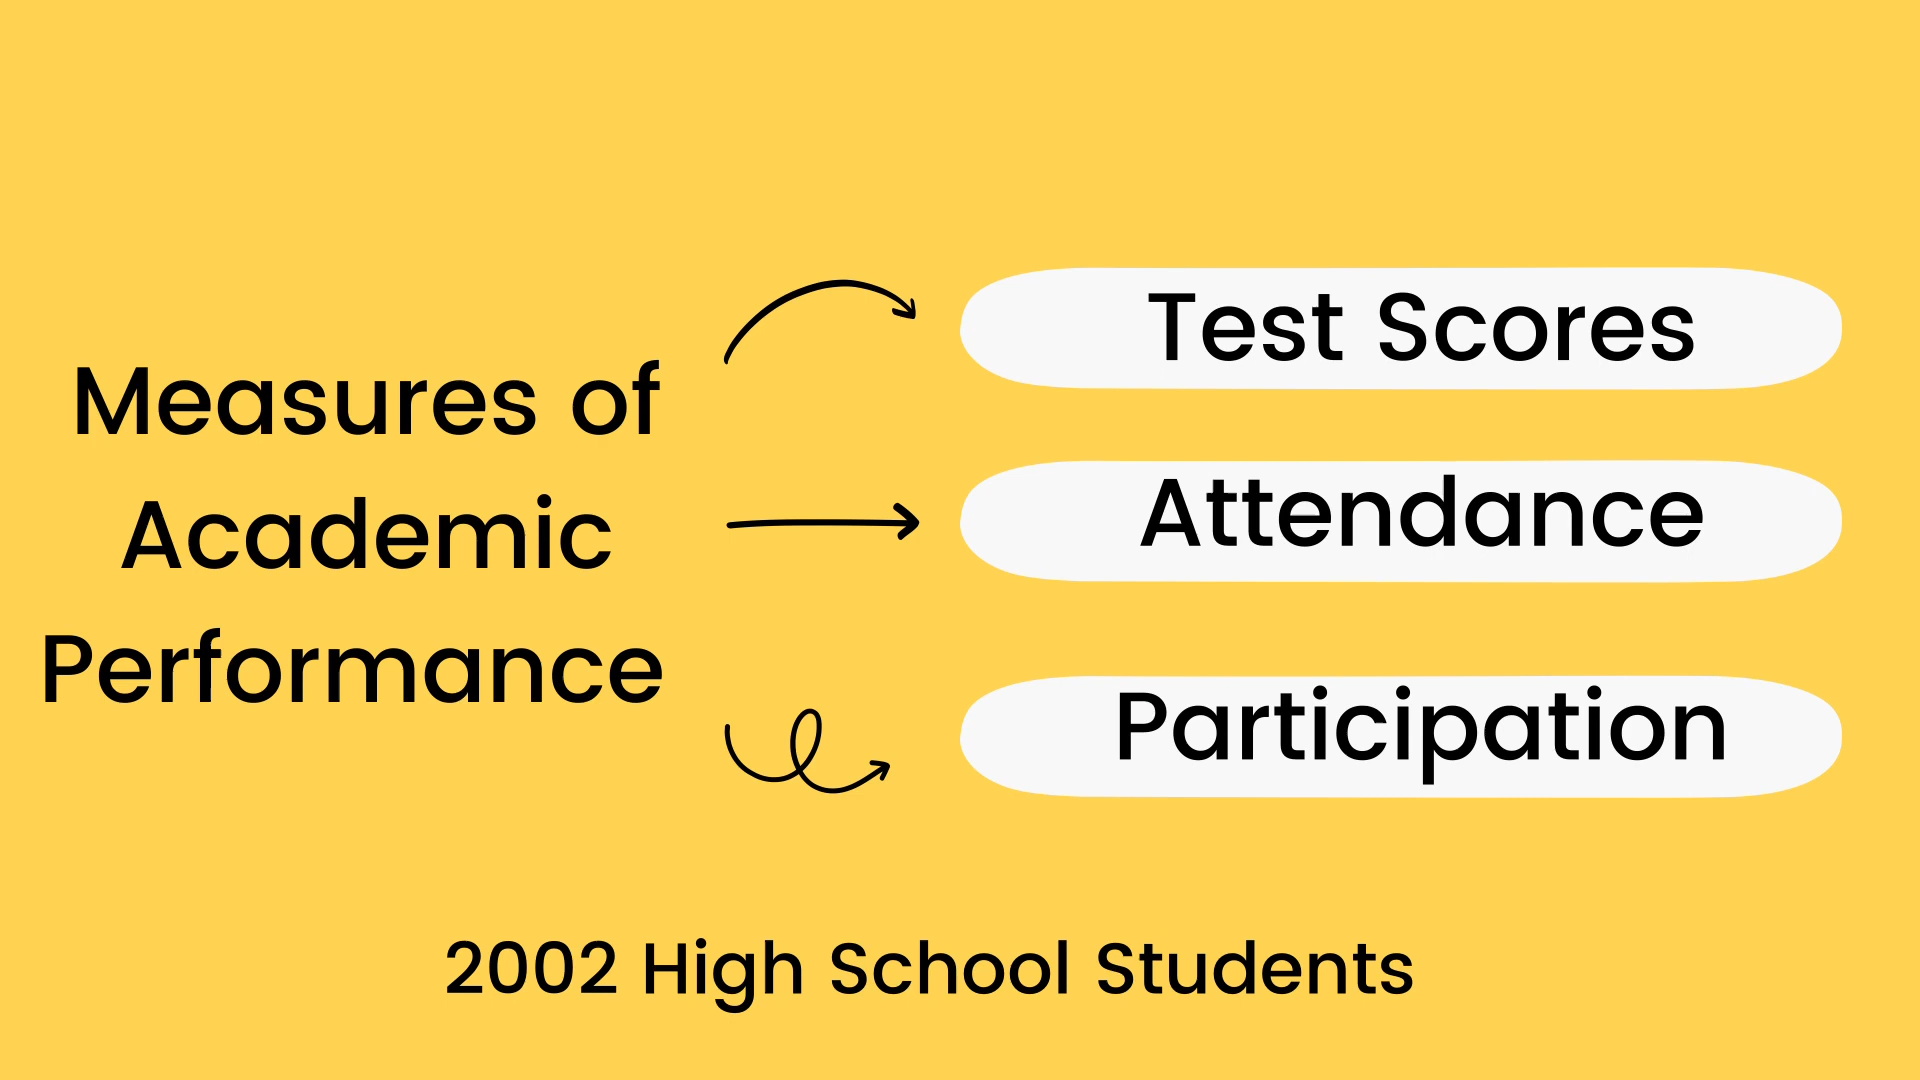 Measures of
Academic
Performance
Test Scores
Attendance
Participation
2002 High School Students